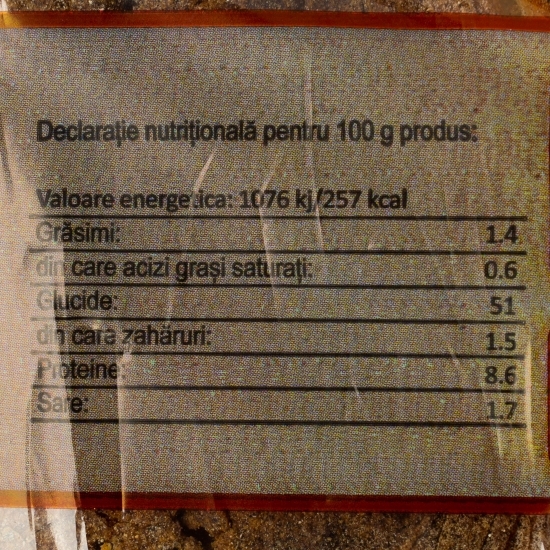 Declarație nutrițională pentru 100 g produs:
Valoare energetica: 1076 kj/257 kcal
Grăsimi: 1.4
din care acizi grași saturați: 0.6
Glucide: 51
din care zahăruri: 1.5
Proteine: 8.6
Sare: 1.7